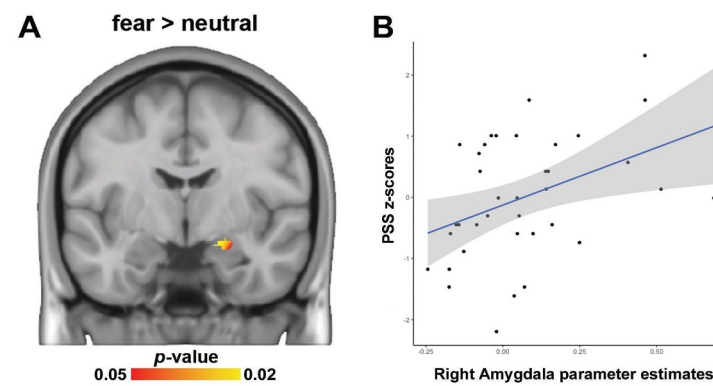 A
fear > neutral
p-value
0.05 0.02
B
PSS z-scores
2
1
0
-1
-2
-0.25 0.00 0.25 0.50
Right Amygdala parameter estimates